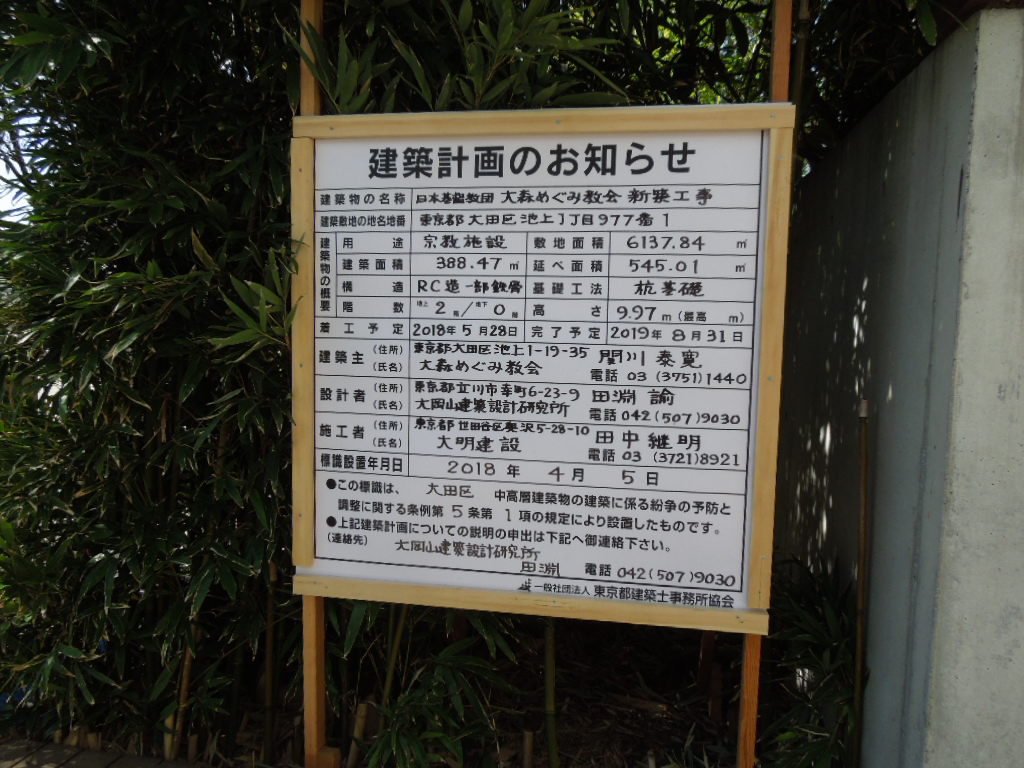 建築計画のお知らせ
建築物の名称 日本基督教団 大森めぐみ教会 新築工事
建築敷地の地名地番 東京都大田区池上1丁目977番1
建築物の概要 用途 宗教施設 敷地面積 6137.84 ㎡
建築面積 388.47 ㎡ 延べ面積 545.01 ㎡
構造 RC造一部鉄骨 基礎工法 杭基礎
階数 地上 2 階/地下 0 階 高さ 9.97 m (最高 m)
着工予定 2018年5月28日 完了予定 2019年8月31日
建築主 (住所) 東京都大田区池上1-19-35 関川 泰寛
(氏名) 大森めぐみ教会 電話 03 (3751) 1440
設計者 (住所) 東京都立川市幸町6-23-9 田淵 諭
(氏名) 大岡山建築設計研究所 電話 042 (507) 9030
施工者 (住所) 東京都世田谷区奥沢5-28-10 田中継明
(氏名) 大明建設 電話 03 (3721) 8921
標識設置年月日 2018 年 4 月 5 日
●この標識は、 大田区 中高層建築物の建築に係る紛争の予防と
調整に関する条例第 5 条第 1 項の規定により設置したものです。
●上記建築計画についての説明の申出は下記へ御連絡下さい。
(連絡先) 大岡山建築設計研究所
田淵 電話 042 (507) 9030
一般社団法人 東京都建築士事務所協会